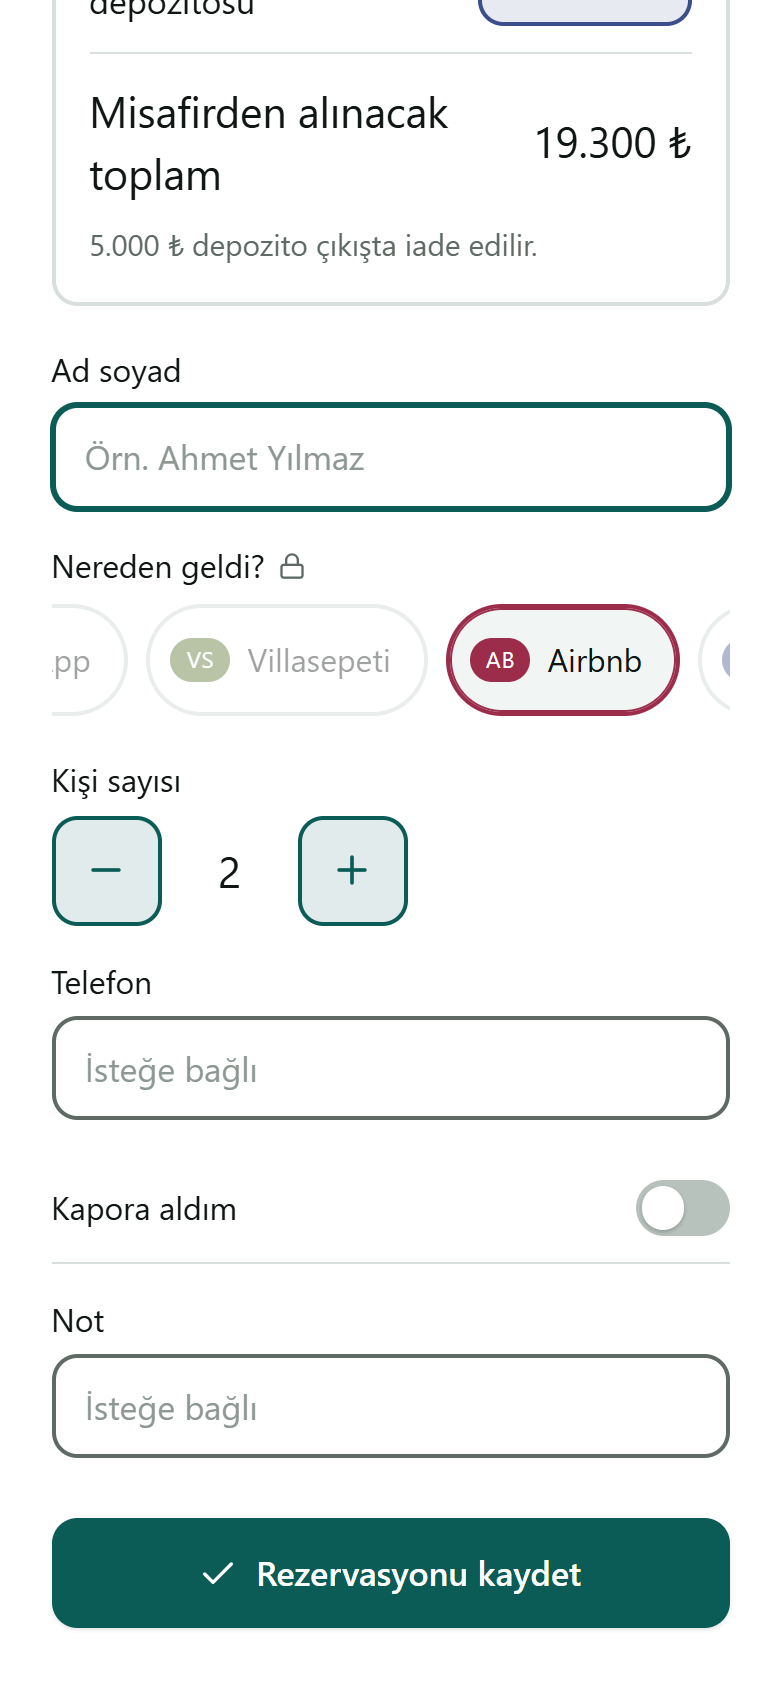 depozitosu
Misafirden alınacak
toplam
19.300 ₺
5.000 ₺ depozito çıkışta iade edilir.
Ad soyad
Örn. Ahmet Yılmaz
Nereden geldi?
VS Villasepeti
AB Airbnb
Kişi sayısı
2
Telefon
İsteğe bağlı
Kapora aldım
Not
İsteğe bağlı
Rezervasyonu kaydet